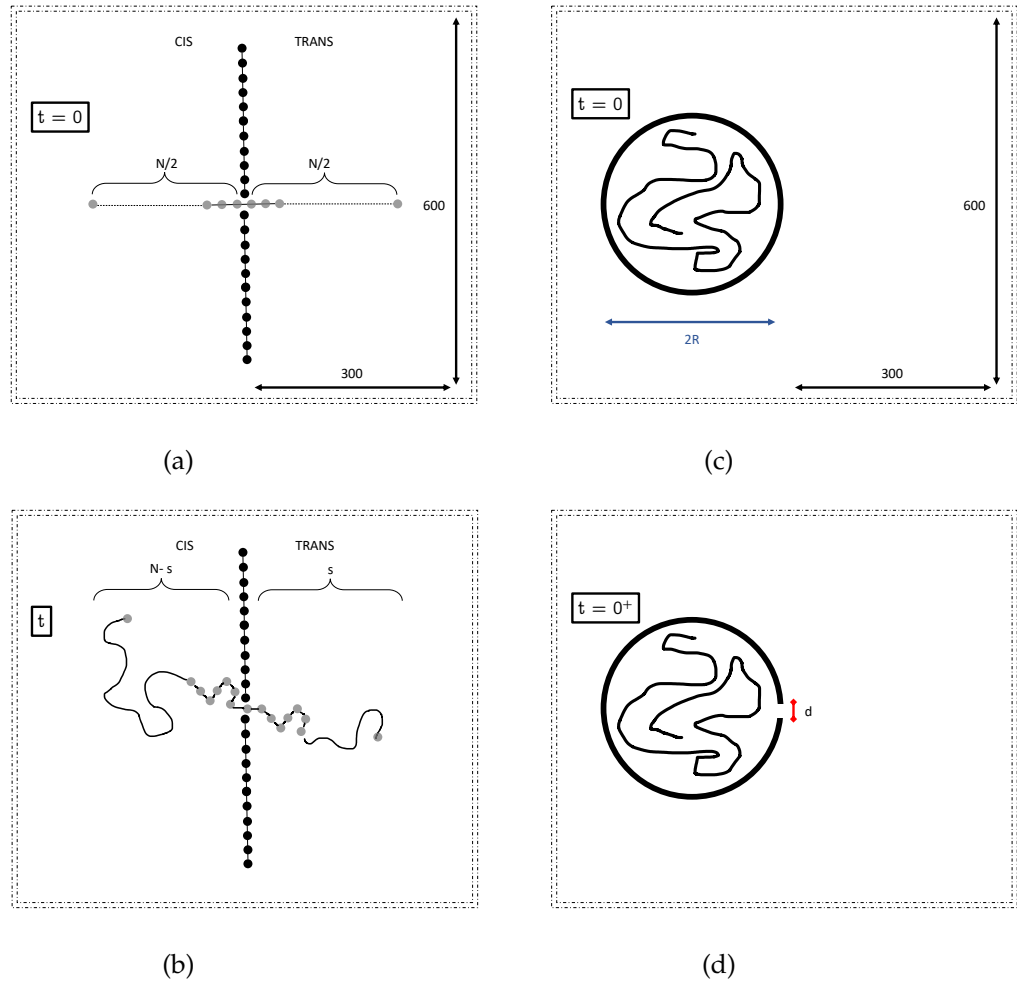 CIS TRANS
t = 0
N/2 N/2
600
300
(a)
t = 0
600
2R
300
(c)
CIS TRANS
N- s s
t
(b)
t = 0⁺
d
(d)